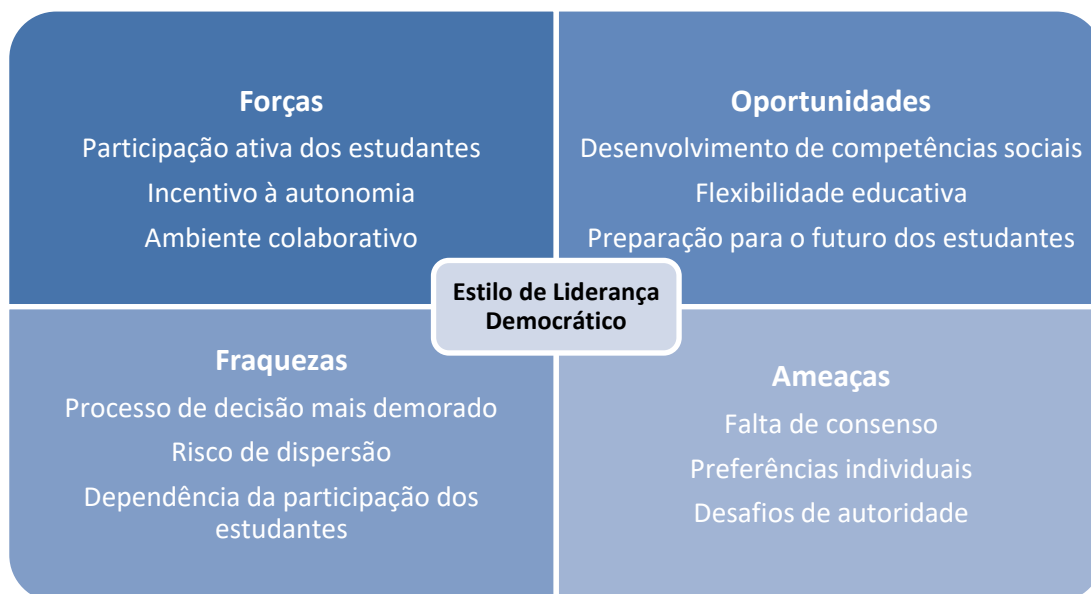 Forças
Participação ativa dos estudantes
Incentivo à autonomia
Ambiente colaborativo
Oportunidades
Desenvolvimento de competências sociais
Flexibilidade educativa
Preparação para o futuro dos estudantes
Estilo de Liderança
Democrático
Fraquezas
Processo de decisão mais demorado
Risco de dispersão
Dependência da participação dos
estudantes
Ameaças
Falta de consenso
Preferências individuais
Desafios de autoridade